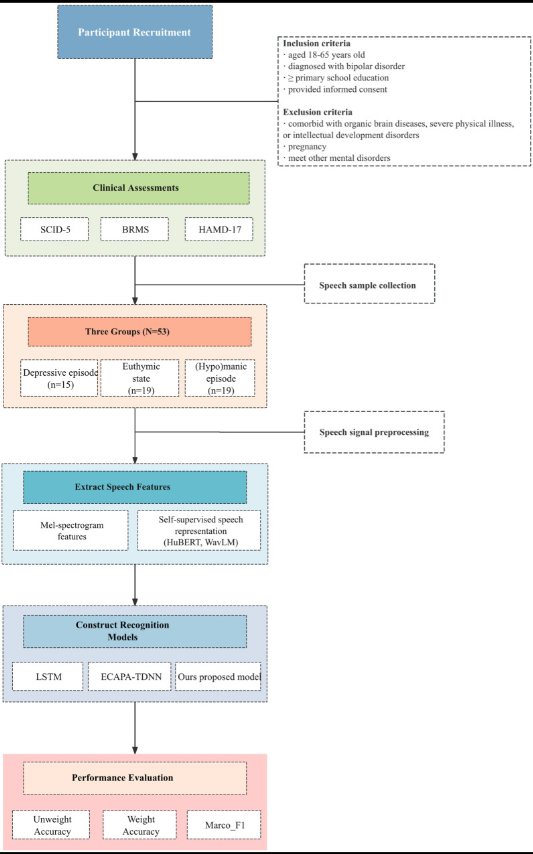 Participant Recruitment
Inclusion criteria
· aged 18-65 years old
· diagnosed with bipolar disorder
· ≥ primary school education
· provided informed consent
Exclusion criteria
· comorbid with organic brain diseases, severe physical illness,
or intellectual development disorders
· pregnancy
· meet other mental disorders
Clinical Assessments
SCID-5
BRMS
HAMD-17
Speech sample collection
Three Groups (N=53)
Depressive episode
(n=15)
Euthymic
state
(n=19)
(Hypo)manic
episode
(n=19)
Speech signal preprocessing
Extract Speech Features
Mel-spectrogram
features
Self-supervised speech
representation
(HuBERT, WavLM)
Construct Recognition
Models
LSTM
ECAPA-TDNN
Ours proposed model
Performance Evaluation
Unweight
Accuracy
Weight
Accuracy
Marco_F1